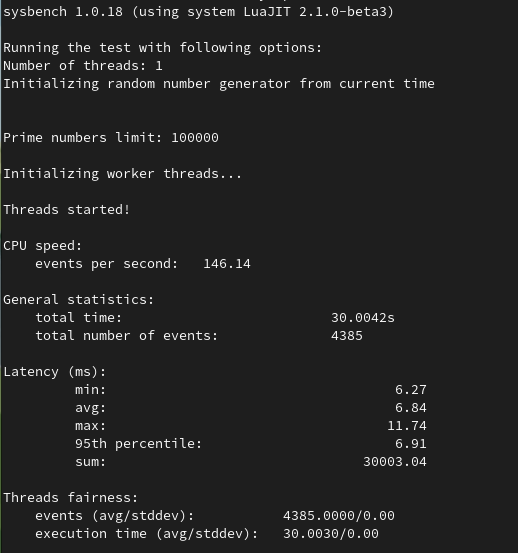 sysbench 1.0.18 (using system LuaJIT 2.1.0-beta3)
Running the test with following options:
Number of threads: 1
Initializing random number generator from current time
Prime numbers limit: 100000
Initializing worker threads...
Threads started!
CPU speed:
events per second: 146.14
General statistics:
total time: 30.0042s
total number of events: 4385
Latency (ms):
min: 6.27
avg: 6.84
max: 11.74
95th percentile: 6.91
sum: 30003.04
Threads fairness:
events (avg/stddev): 4385.0000/0.00
execution time (avg/stddev): 30.0030/0.00